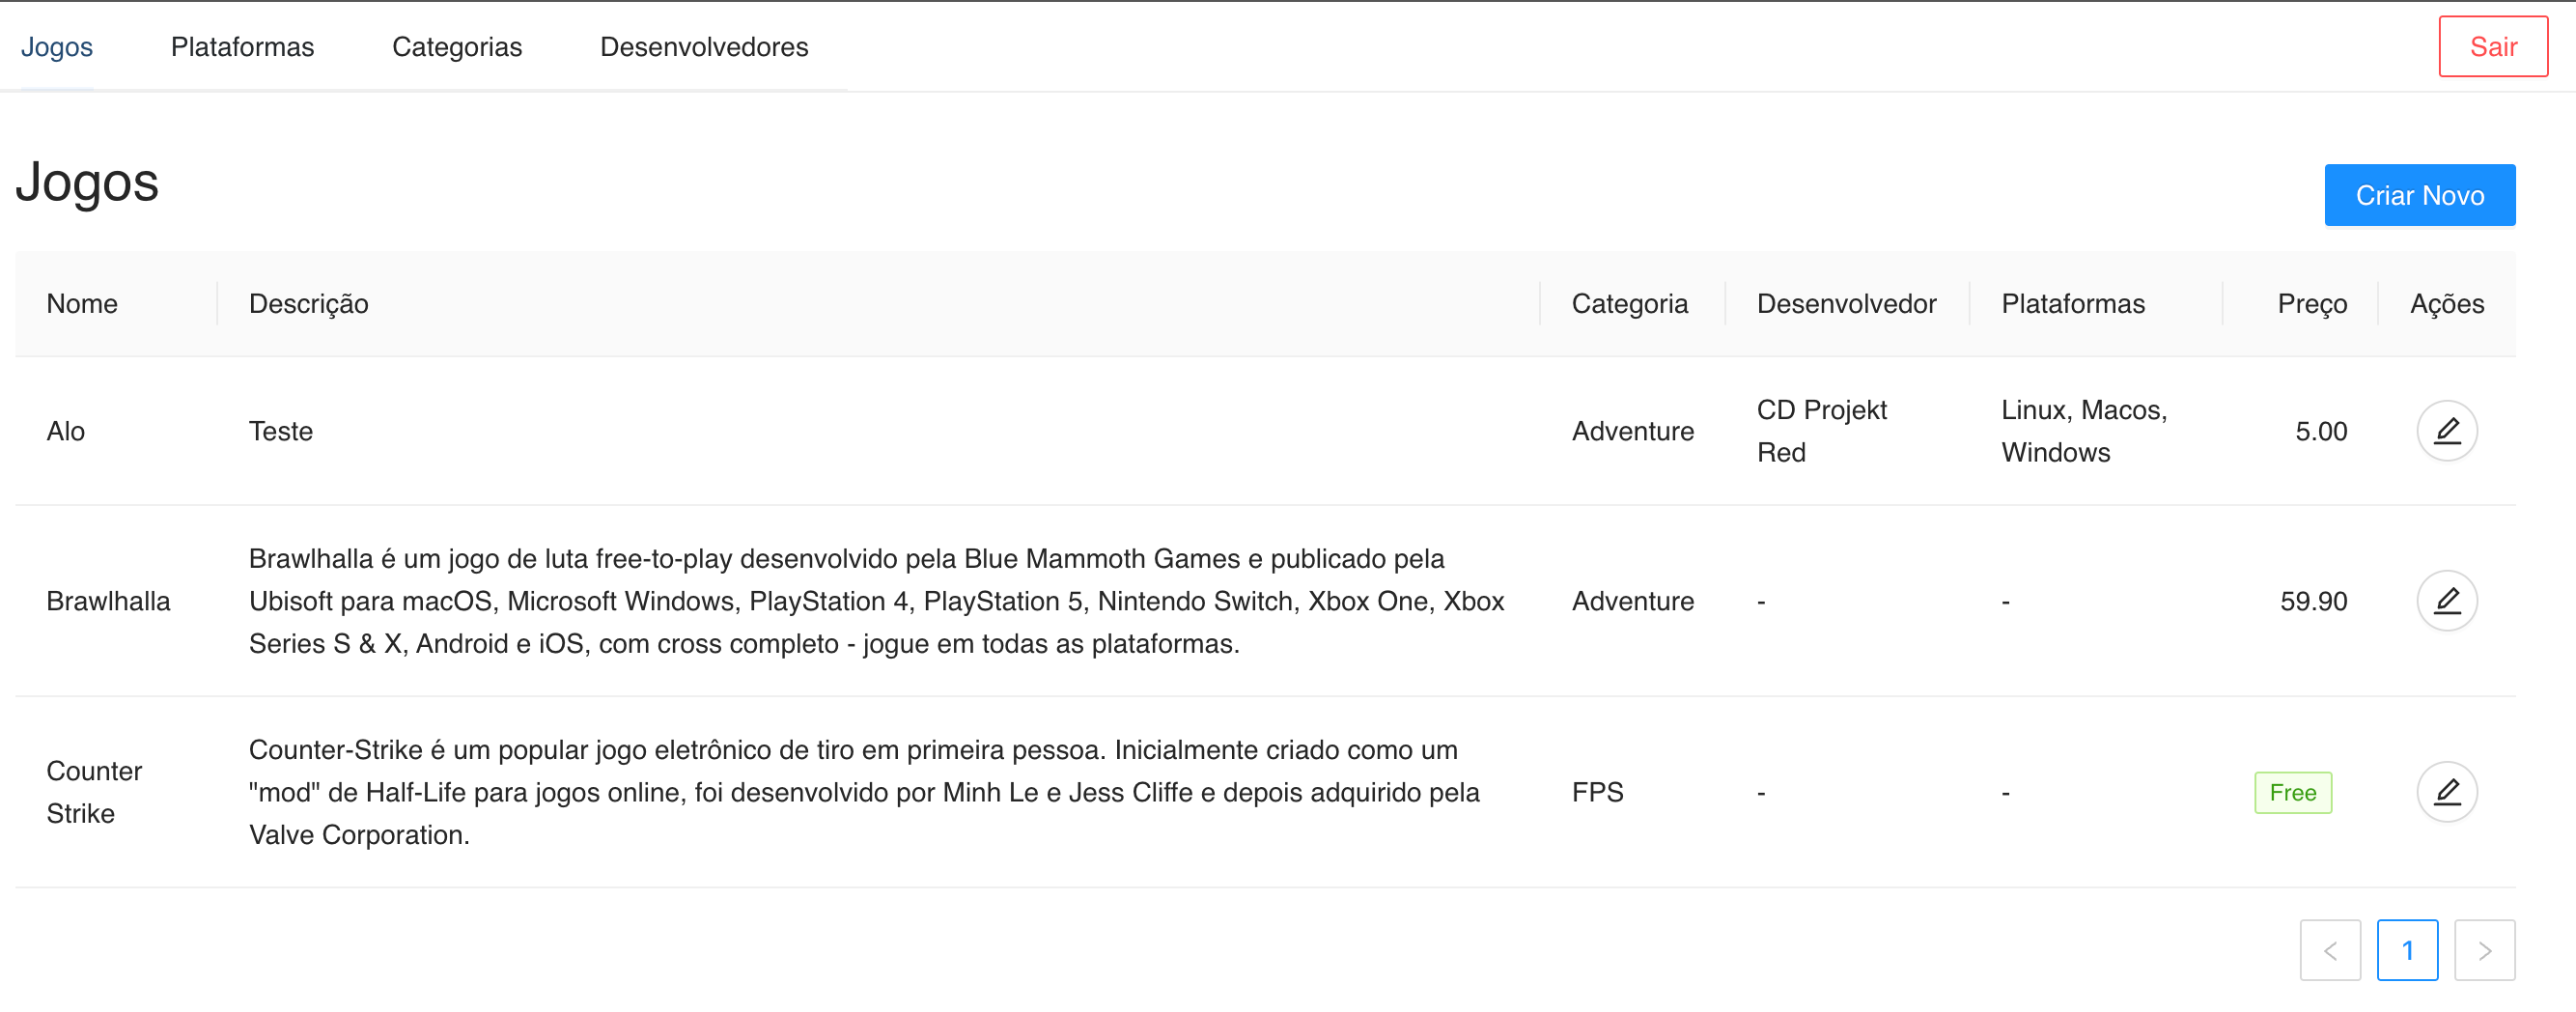 Jogos Plataformas Categorias Desenvolvedores Sair
Jogos
Criar Novo
Nome Descrição Categoria Desenvolvedor Plataformas Preço Ações
Alo Teste Adventure CD Projekt Red Linux, Macos, Windows 5.00
Brawlhalla
Brawlhalla é um jogo de luta free-to-play desenvolvido pela Blue Mammoth Games e publicado pela
Ubisoft para macOS, Microsoft Windows, PlayStation 4, PlayStation 5, Nintendo Switch, Xbox One, Xbox
Series S & X, Android e iOS, com cross completo - jogue em todas as plataformas.
Adventure - - 59.90
Counter
Strike
Counter-Strike é um popular jogo eletrônico de tiro em primeira pessoa. Inicialmente criado como um
"mod" de Half-Life para jogos online, foi desenvolvido por Minh Le e Jess Cliffe e depois adquirido pela
Valve Corporation.
FPS - - Free
< 1 >